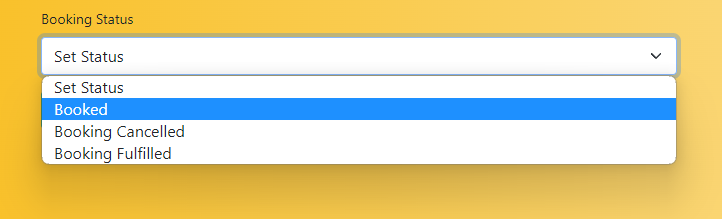 Booking Status
Set Status
Set Status
Booked
Booking Cancelled
Booking Fulfilled